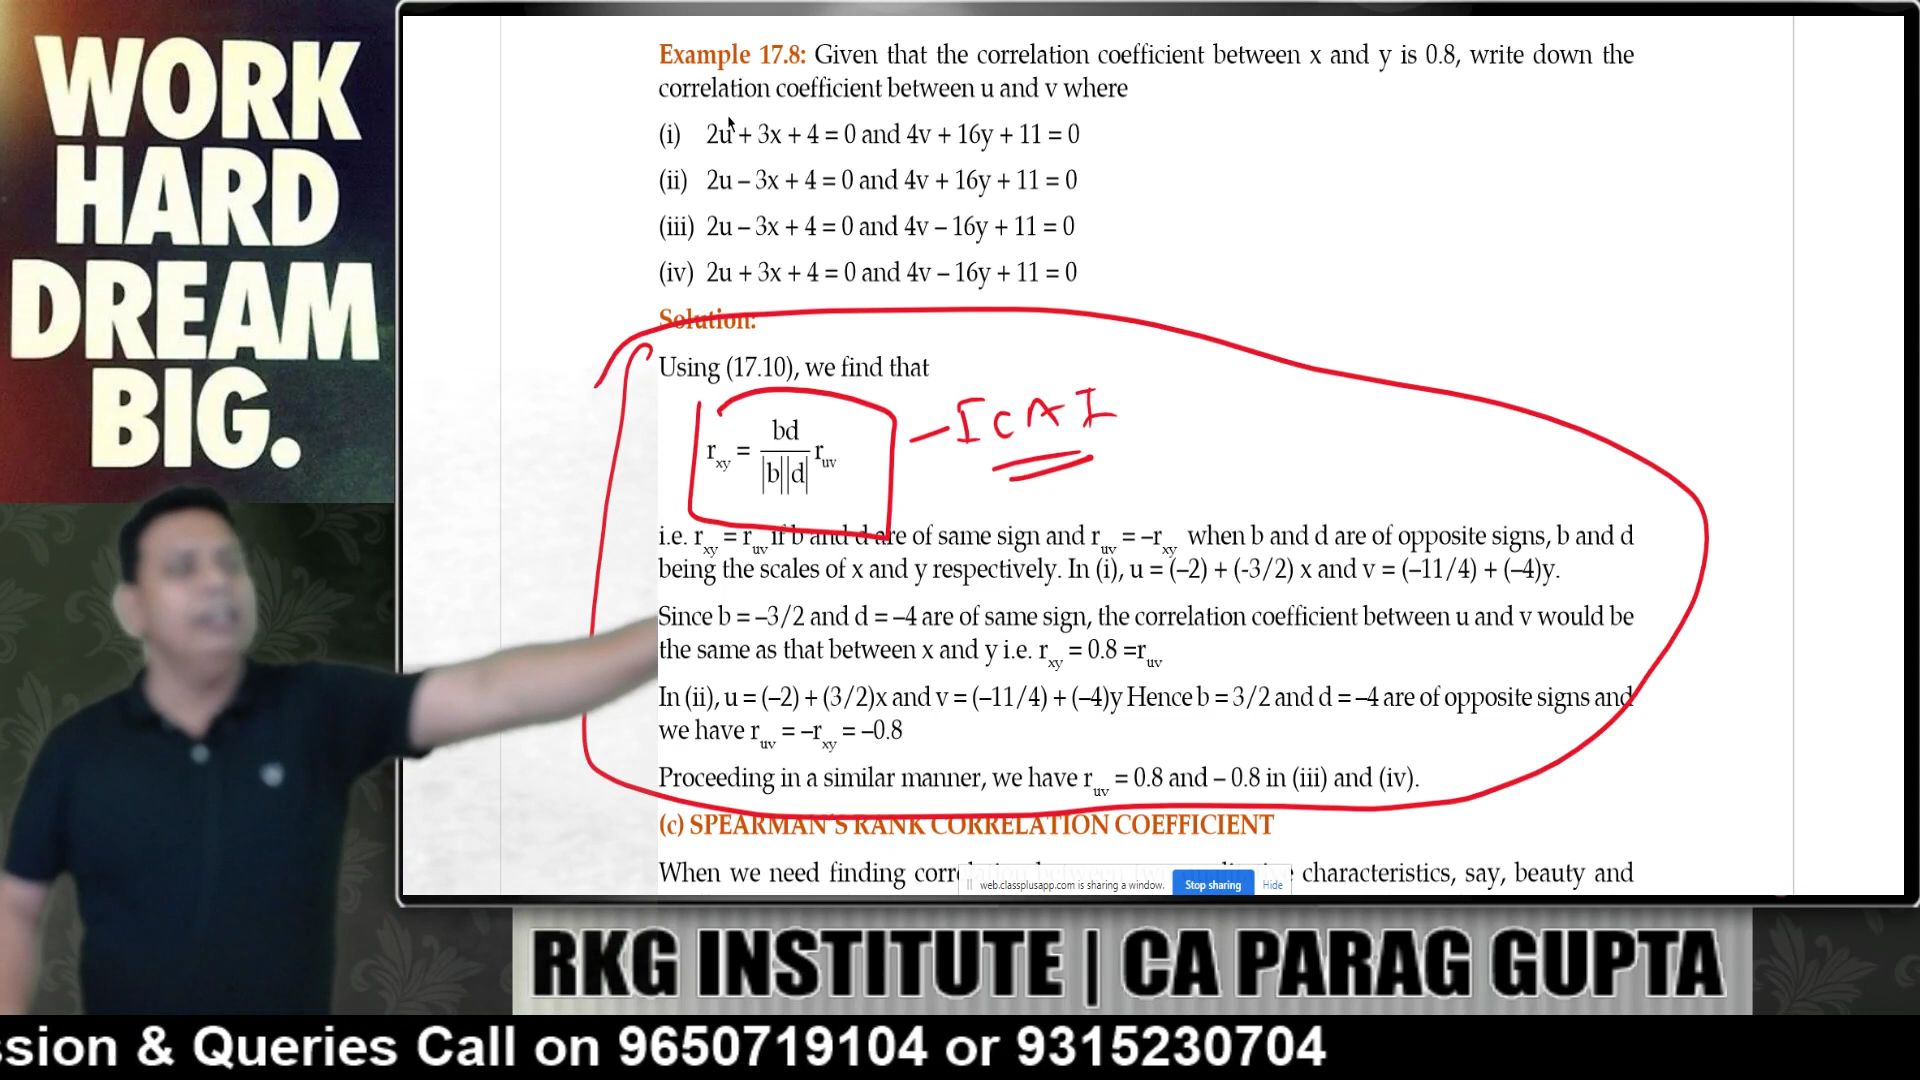 WORK
HARD
DREAM
BIG.
Example 17.8: Given that the correlation coefficient between x and y is 0.8, write down the
correlation coefficient between u and v where
(i) 2u + 3x + 4 = 0 and 4v + 16y + 11 = 0
(ii) 2u – 3x + 4 = 0 and 4v + 16y + 11 = 0
(iii) 2u – 3x + 4 = 0 and 4v – 16y + 11 = 0
(iv) 2u + 3x + 4 = 0 and 4v – 16y + 11 = 0
Solution:
Using (17.10), we find that
r_xy = bd / |b||d| r_uv
– ICAI
i.e. r_xy = r_uv if b and d are of same sign and r_uv = –r_xy when b and d are of opposite signs, b and d
being the scales of x and y respectively. In (i), u = (–2) + (-3/2) x and v = (–11/4) + (–4)y.
Since b = –3/2 and d = –4 are of same sign, the correlation coefficient between u and v would be
the same as that between x and y i.e. r_xy = 0.8 =r_uv
In (ii), u = (–2) + (3/2)x and v = (–11/4) + (–4)y Hence b = 3/2 and d = –4 are of opposite signs and
we have r_uv = –r_xy = –0.8
Proceeding in a similar manner, we have r_uv = 0.8 and – 0.8 in (iii) and (iv).
(c) SPEARMAN'S RANK CORRELATION COEFFICIENT
When we need finding characteristics, say, beauty and
web.classplusapp.com is sharing a window. Stop sharing Hide
RKG INSTITUTE | CA PARAG GUPTA
ssion & Queries Call on 9650719104 or 9315230704